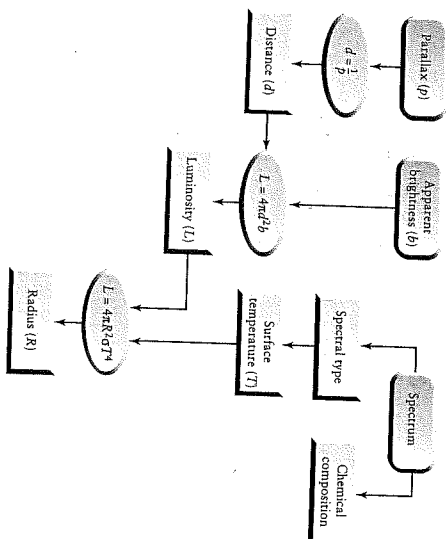 Parallax (p)
d = 1/p
Distance (d)
Apparent
brightness (b)
L = 4πd²b
Luminosity (L)
Spectrum
Spectral type
Surface
temperature (T)
Chemical
composition
L = 4πR²σT⁴
Radius (R)